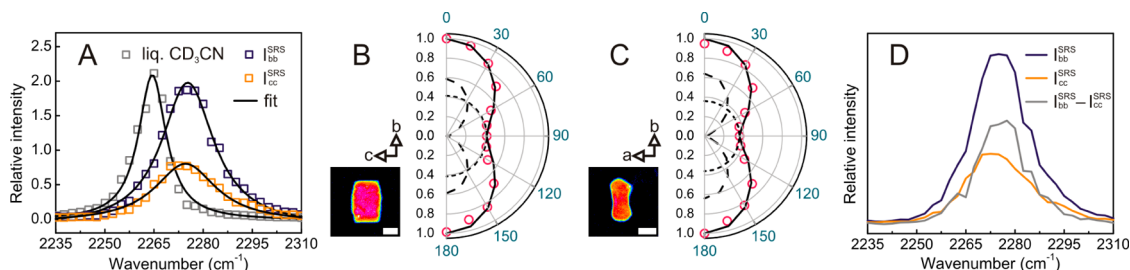 A
liq. CD₃CN
I_bb^SRS
I_cc^SRS
fit
Relative intensity
2.5
2.0
1.5
1.0
0.5
0.0
2235 2250 2265 2280 2295 2310
Wavenumber (cm⁻¹)
B
0
30
60
90
120
150
180
1.0
0.8
0.6
0.4
0.2
0.0
0.2
0.4
0.6
0.8
1.0
b
c
C
0
30
60
90
120
150
180
1.0
0.8
0.6
0.4
0.2
0.0
0.2
0.4
0.6
0.8
1.0
b
a
D
I_bb^SRS
I_cc^SRS
I_bb^SRS – I_cc^SRS
Relative intensity
2235 2250 2265 2280 2295 2310
Wavenumber (cm⁻¹)